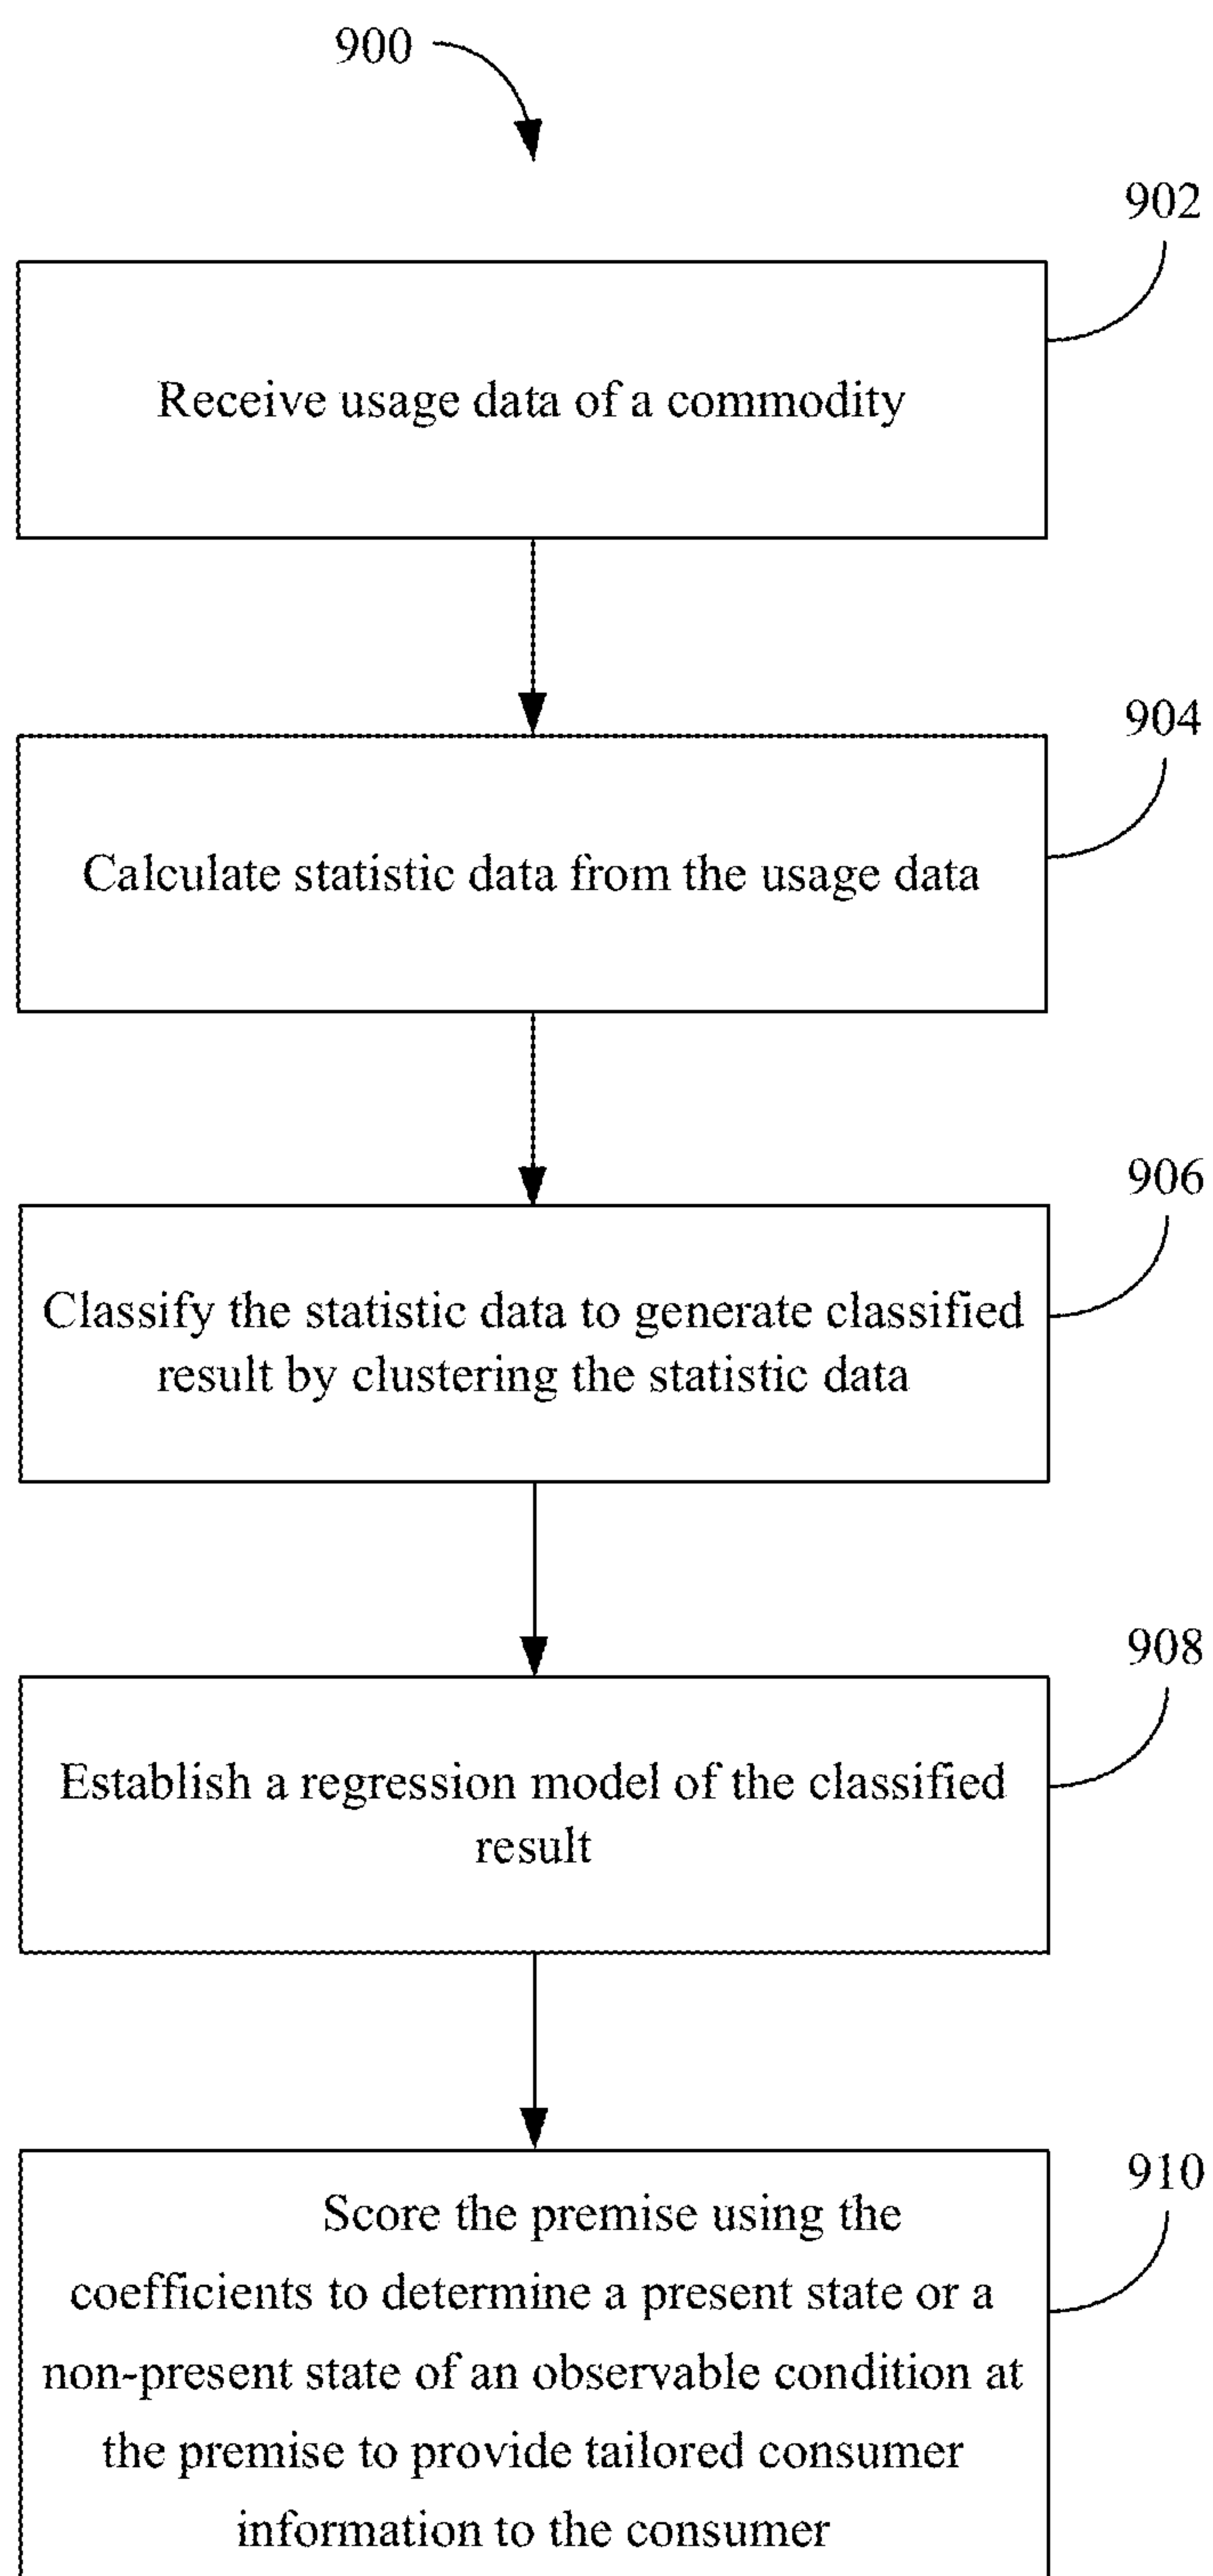 900
902
Receive usage data of a commodity
904
Calculate statistic data from the usage data
906
Classify the statistic data to generate classified
result by clustering the statistic data
908
Establish a regression model of the classified
result
910
Score the premise using the
coefficients to determine a present state or a
non-present state of an observable condition at
the premise to provide tailored consumer
information to the consumer